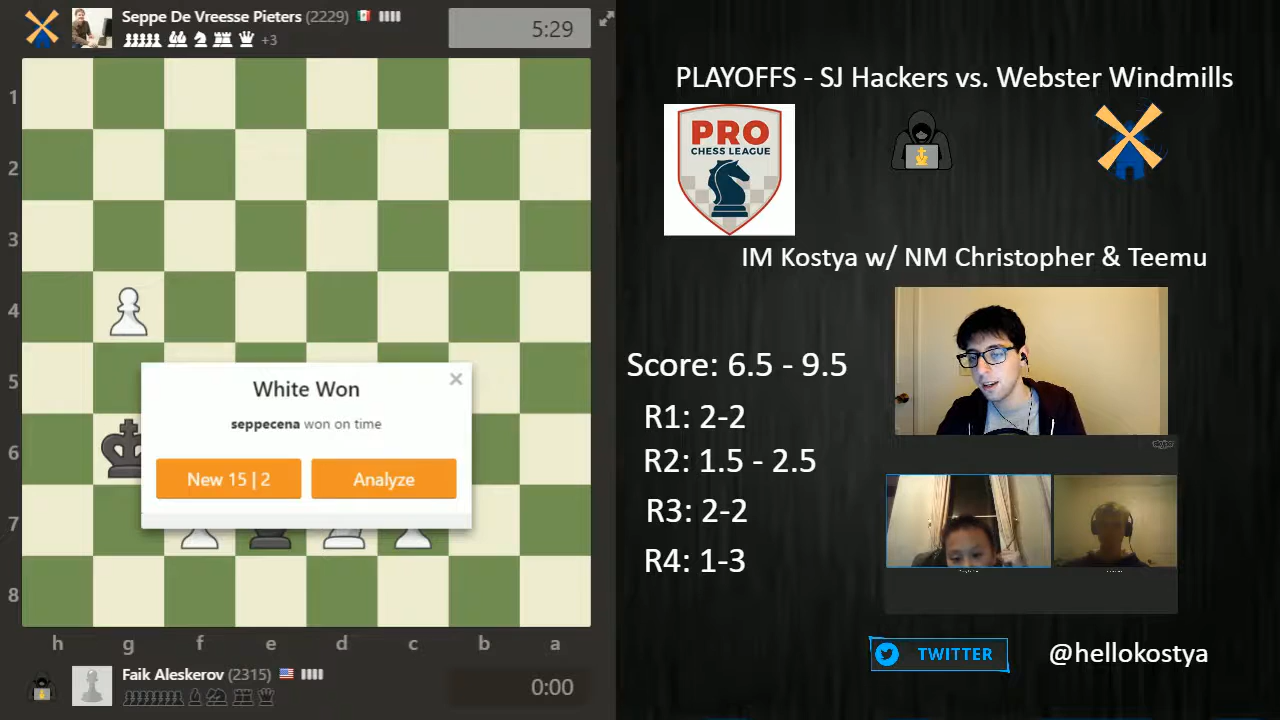 Seppe De Vreesse Pieters (2229)
+3
5:29
1
2
3
4
5
6
7
8
h g f e d c b a
White Won
seppecena won on time
New 15 | 2
Analyze
Faik Aleskerov (2315)
0:00
PLAYOFFS - SJ Hackers vs. Webster Windmills
PRO
CHESS LEAGUE
IM Kostya w/ NM Christopher & Teemu
Score: 6.5 - 9.5
R1: 2-2
R2: 1.5 - 2.5
R3: 2-2
R4: 1-3
skype
TWITTER
@hellokostya